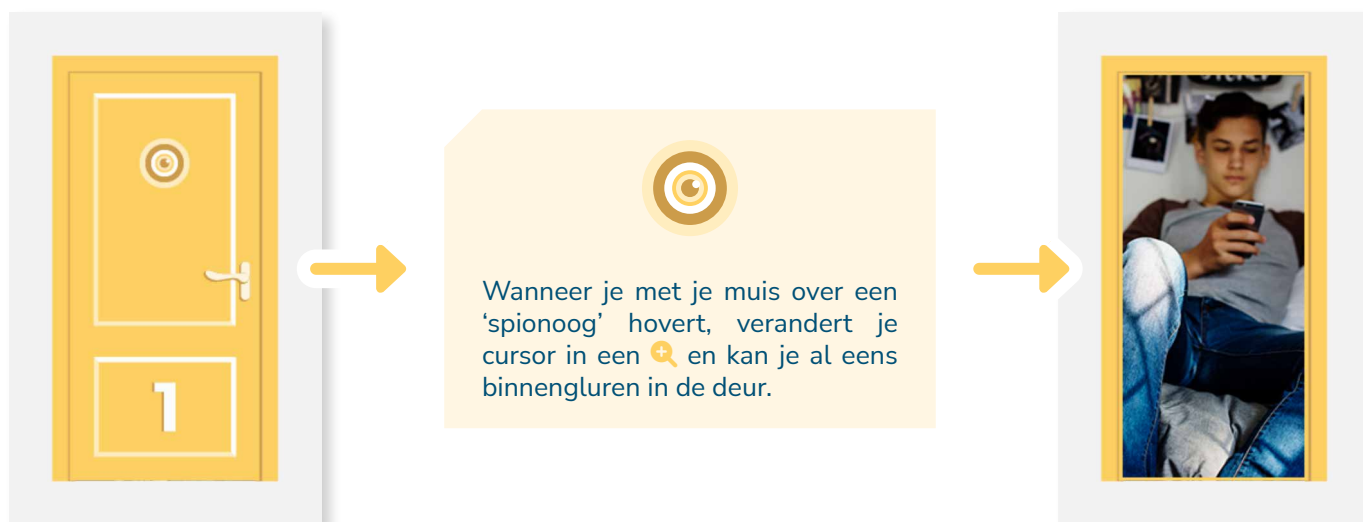 1
Wanneer je met je muis over een
‘spionoog’ hovert, verandert je
cursor in een en kan je al eens
binnengluren in de deur.